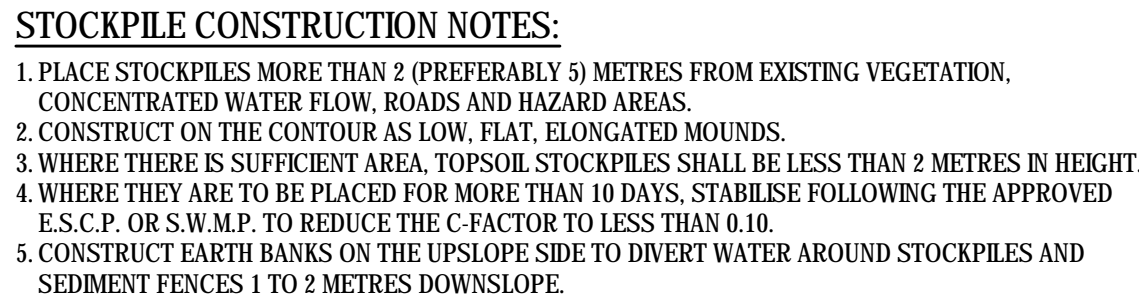 STOCKPILE CONSTRUCTION NOTES:
1. PLACE STOCKPILES MORE THAN 2 (PREFERABLY 5) METRES FROM EXISTING VEGETATION,
CONCENTRATED WATER FLOW, ROADS AND HAZARD AREAS.
2. CONSTRUCT ON THE CONTOUR AS LOW, FLAT, ELONGATED MOUNDS.
3. WHERE THERE IS SUFFICIENT AREA, TOPSOIL STOCKPILES SHALL BE LESS THAN 2 METRES IN HEIGHT.
4. WHERE THEY ARE TO BE PLACED FOR MORE THAN 10 DAYS, STABILISE FOLLOWING THE APPROVED
E.S.C.P. OR S.W.M.P. TO REDUCE THE C-FACTOR TO LESS THAN 0.10.
5. CONSTRUCT EARTH BANKS ON THE UPSLOPE SIDE TO DIVERT WATER AROUND STOCKPILES AND
SEDIMENT FENCES 1 TO 2 METRES DOWNSLOPE.